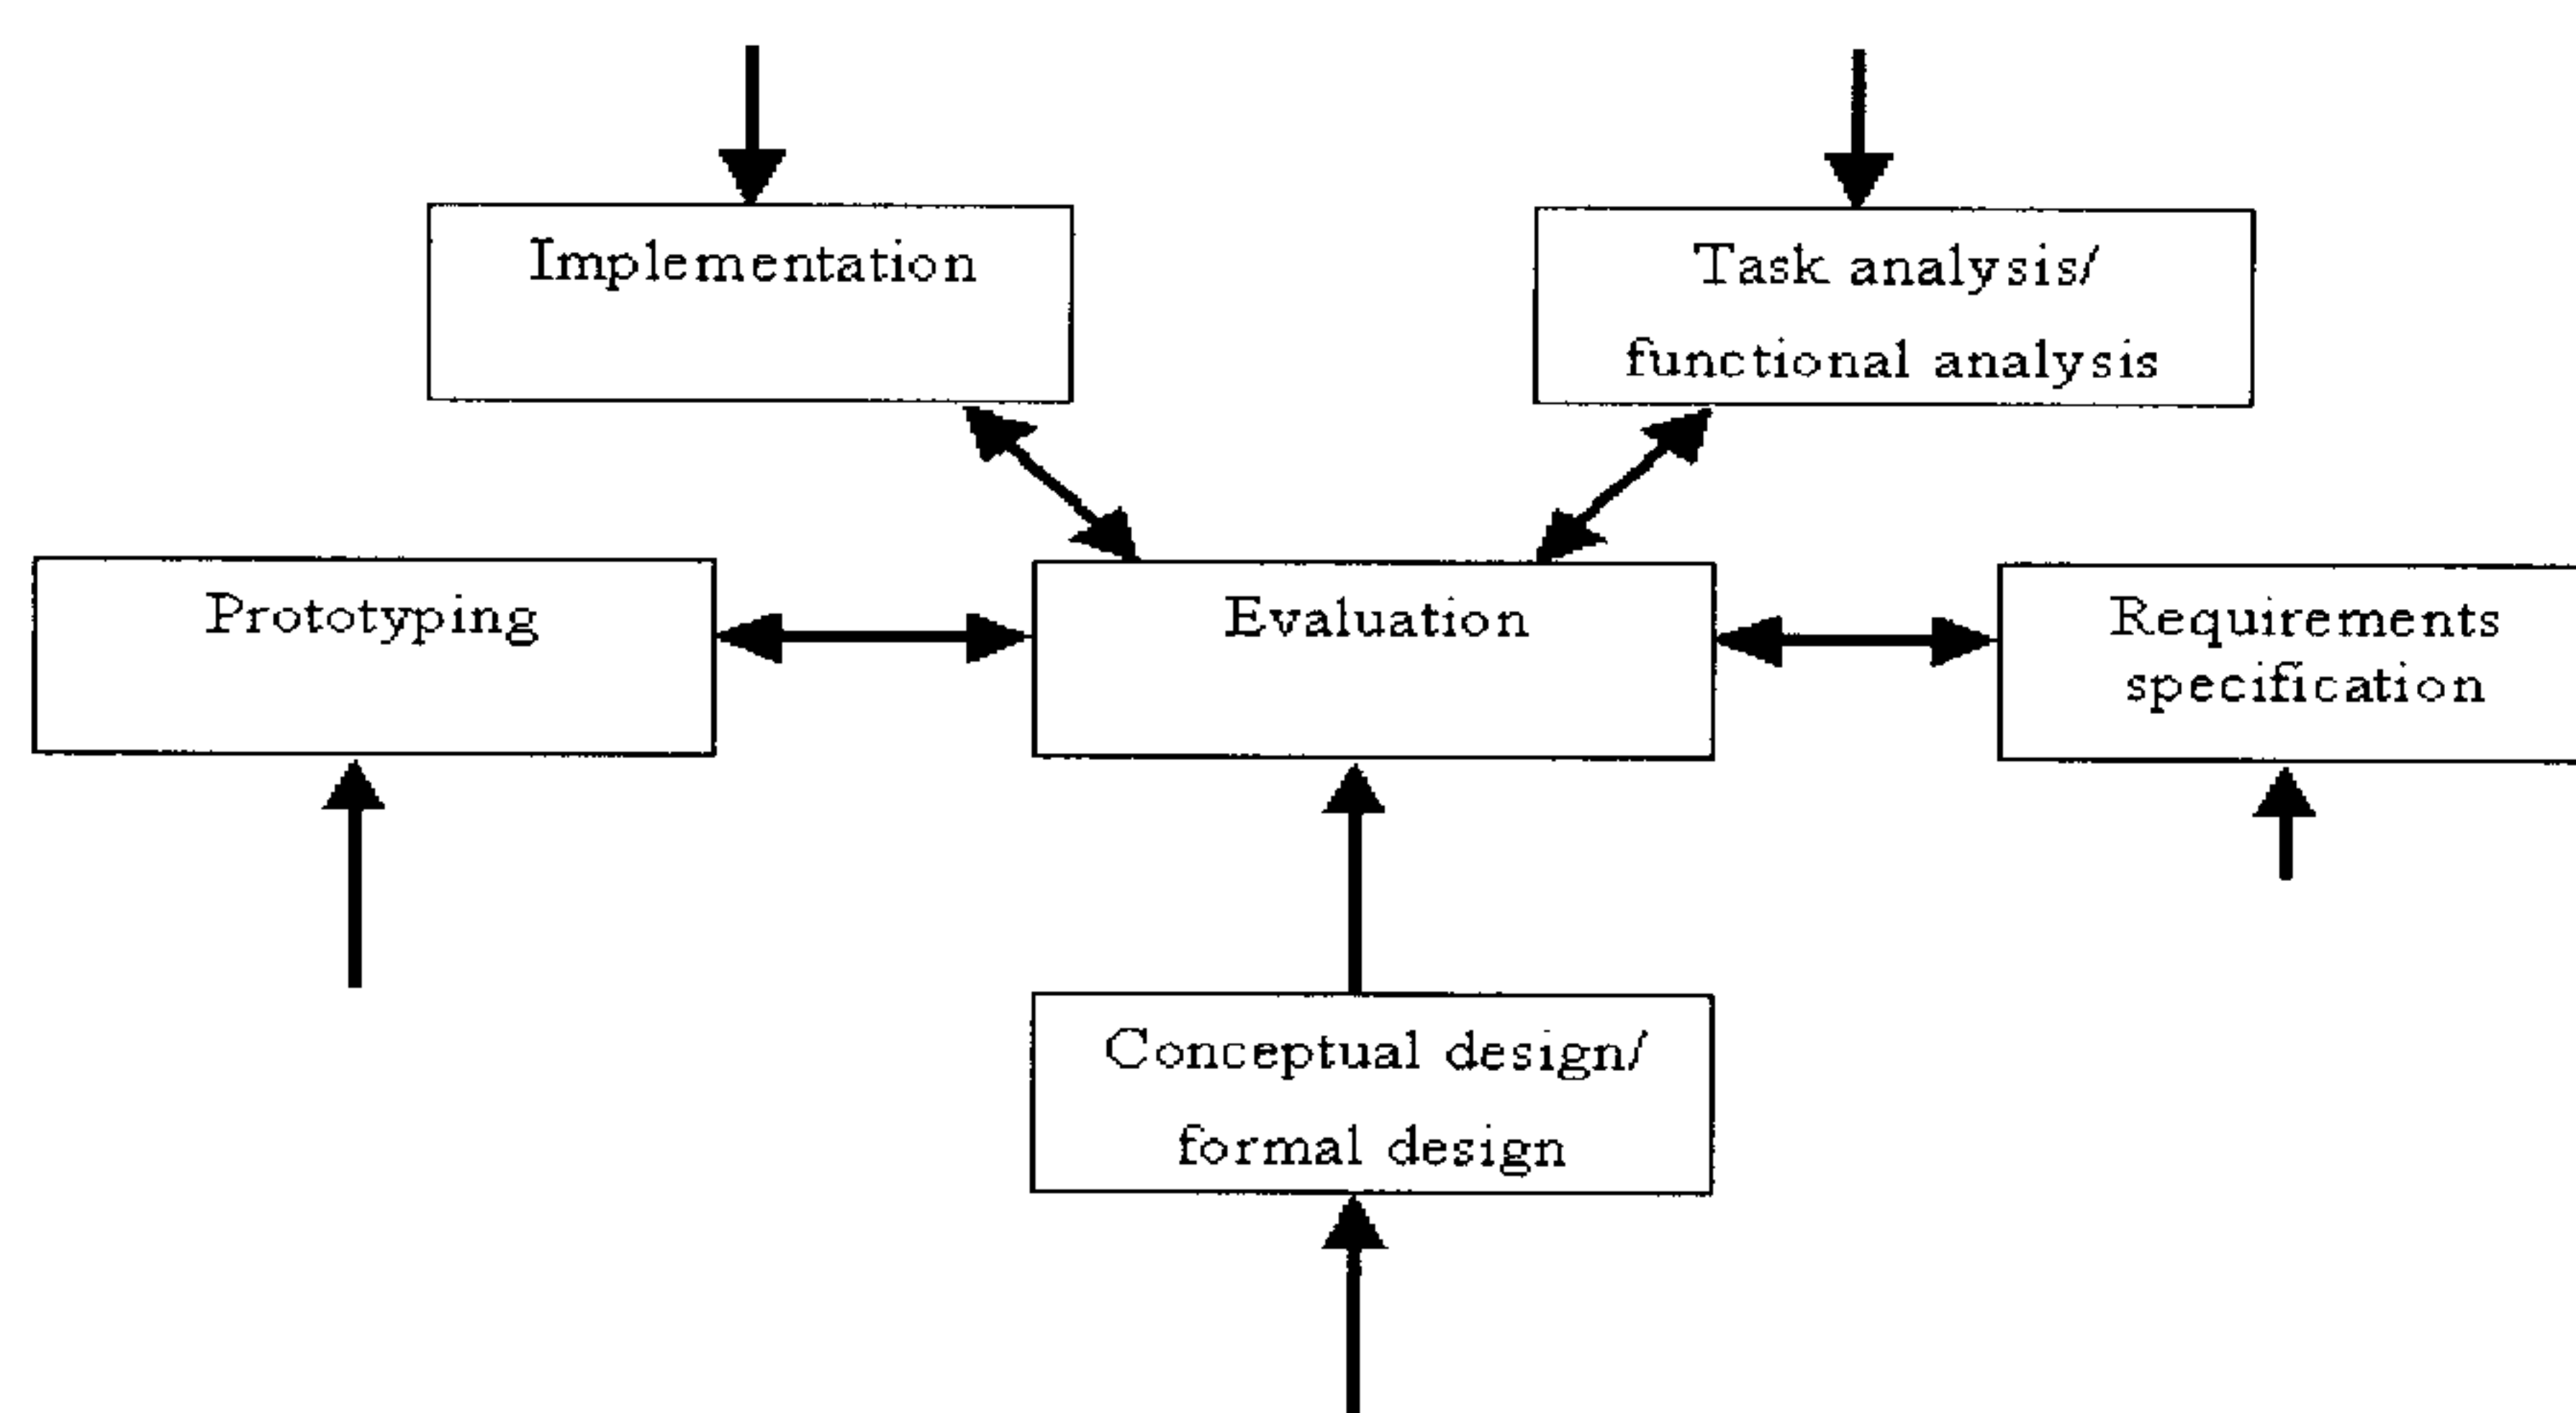 Implementation
Task analysis/
functional analysis
Prototyping
Evaluation
Requirements
specification
Conceptual design/
formal design